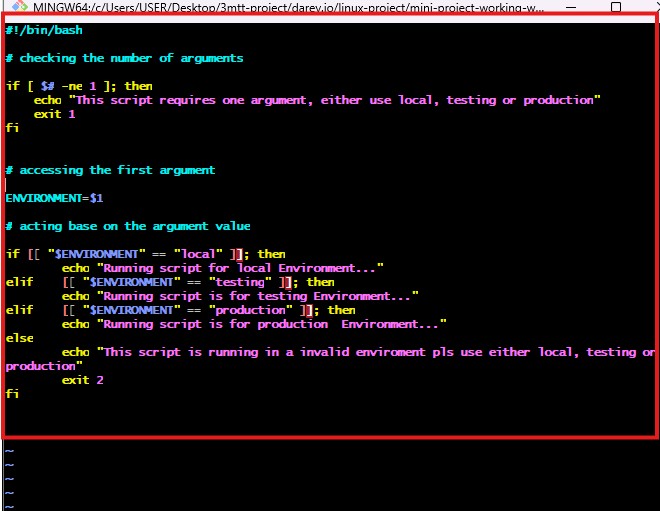 MINGW64:/c/Users/USER/Desktop/3mtt-project/darey.io/linux-project/mini-project-working-w...
#!/bin/bash
# checking the number of arguments
if [ $# -ne 1 ]; then
    echo "This script requires one argument, either use local, testing or production"
    exit 1
fi
# accessing the first argument
ENVIRONMENT=$1
# acting base on the argument value
if [[ "$ENVIRONMENT" == "local" ]]; then
        echo "Running script for local Environment..."
elif    [[ "$ENVIRONMENT" == "testing" ]]; then
        echo "Running script is for testing Environment..."
elif    [[ "$ENVIRONMENT" == "production" ]]; then
        echo "Running script is for production  Environment..."
else
        echo "This script is running in a invalid enviroment pls use either local, testing or
production"
        exit 2
fi
~
~
~
~
~